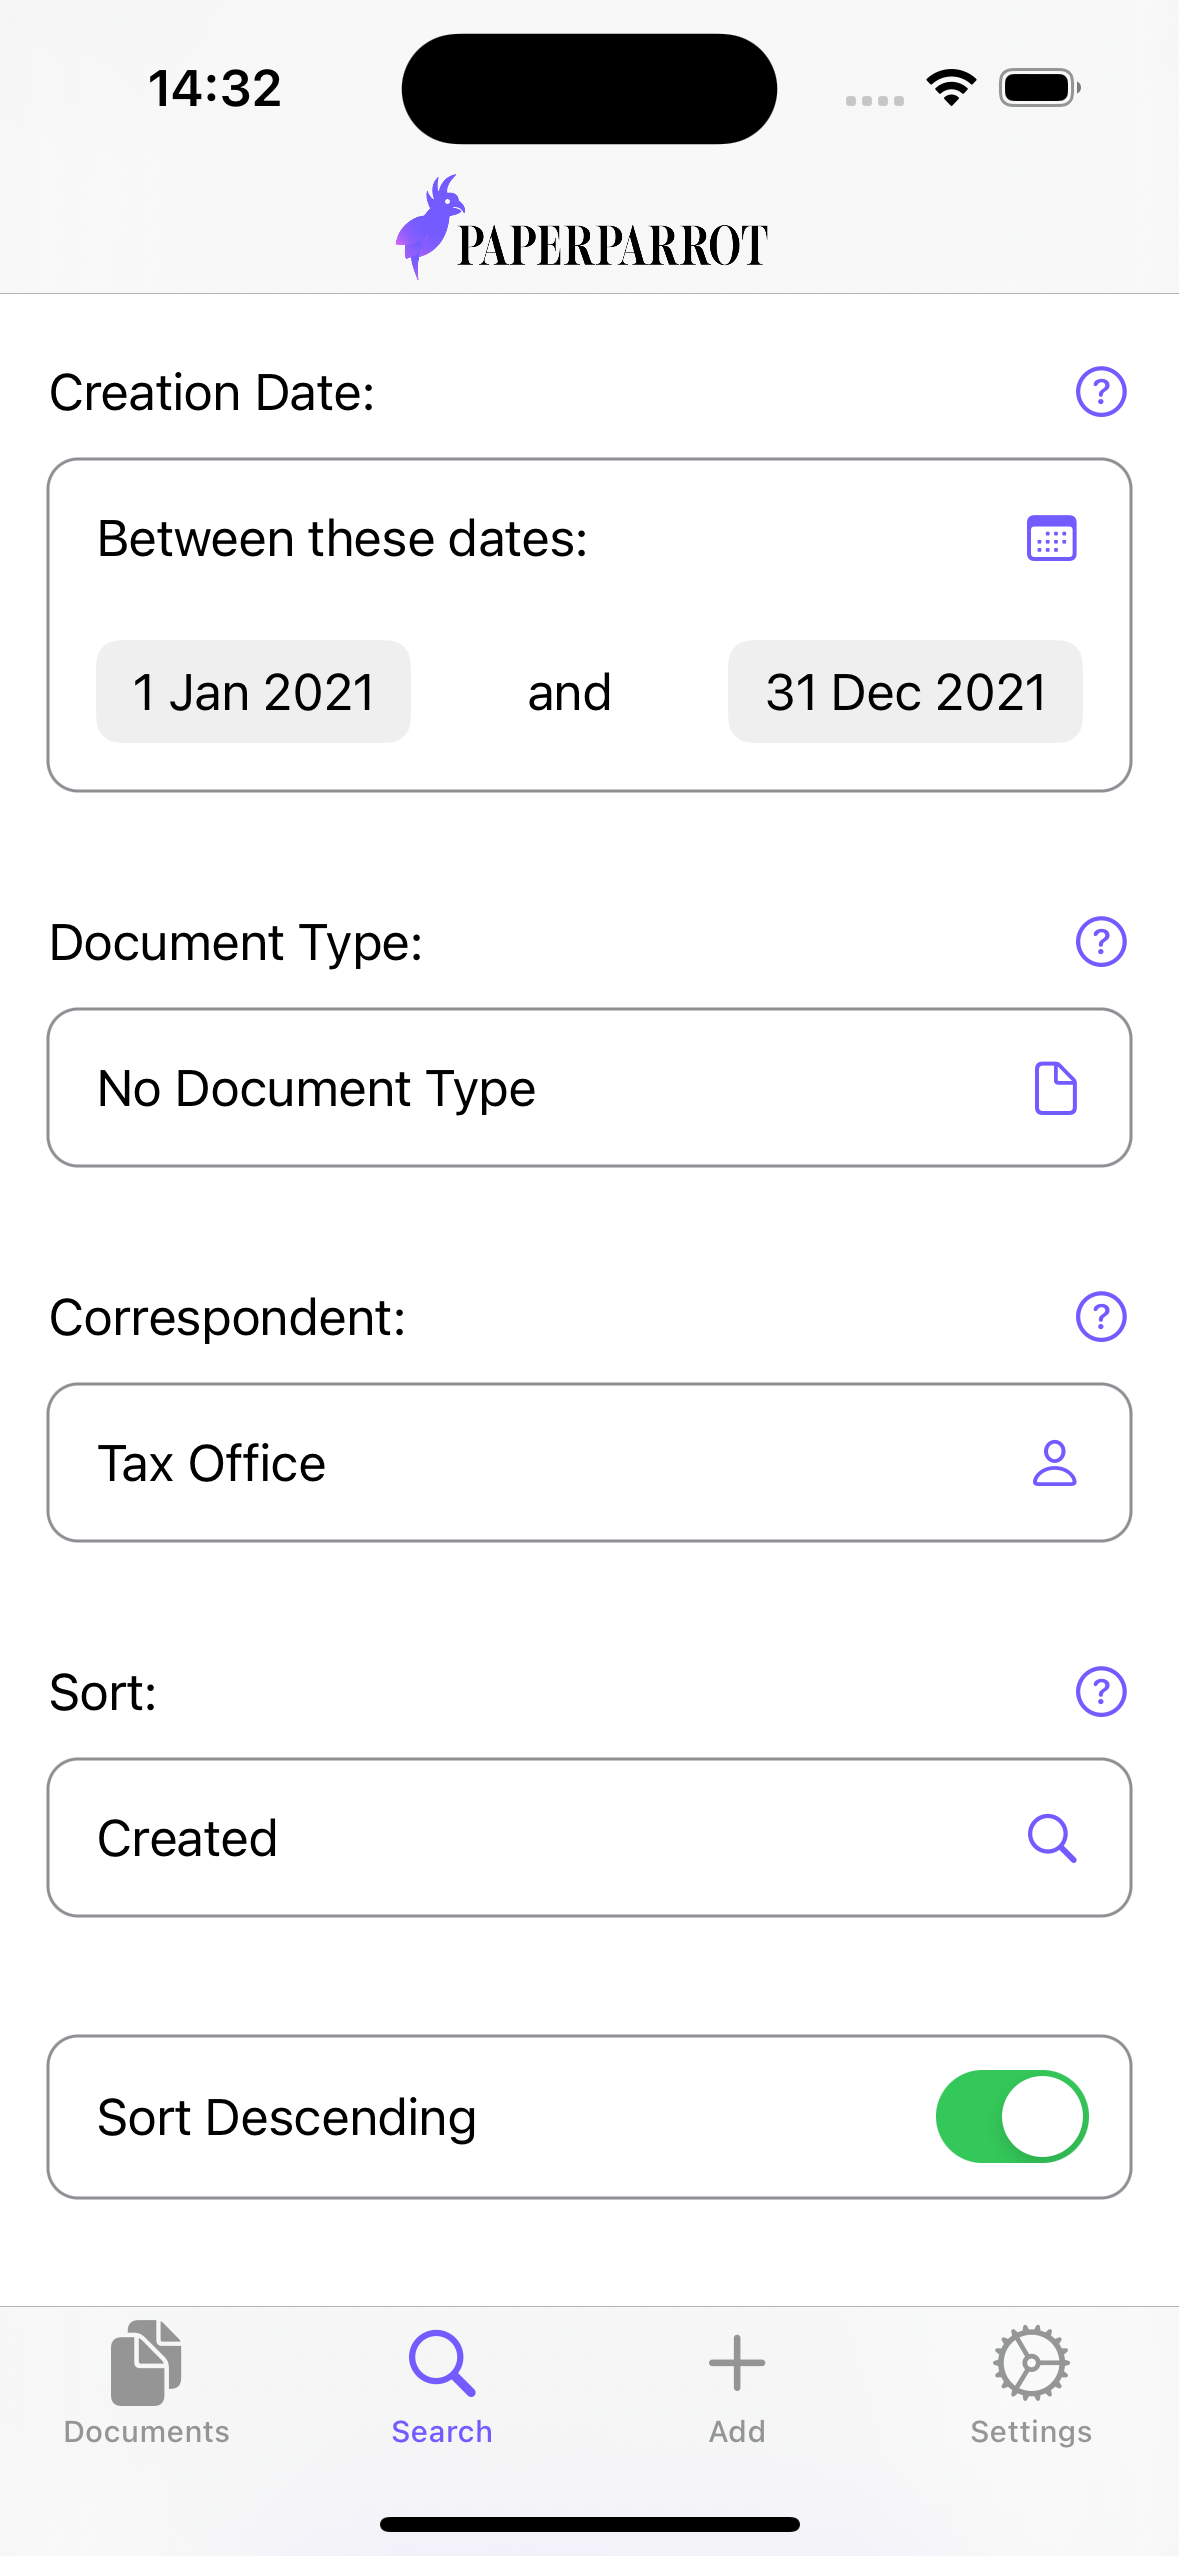 14:32
PAPERPARROT
Creation Date:
?
Between these dates:
1 Jan 2021 and 31 Dec 2021
Document Type:
?
No Document Type
Correspondent:
?
Tax Office
Sort:
?
Created
Sort Descending
Documents Search Add Settings